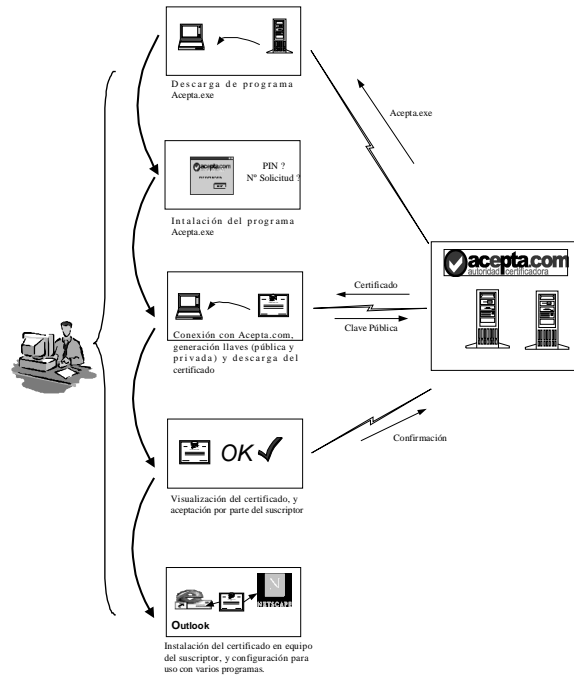 Descarga de programa
Acepta.exe
Acepta.exe
acepta.com
PIN ?
Nº Solicitud ?
Intalación del programa
Acepta.exe
acepta.com
autoridad certificadora
Certificado
Clave Pública
Conexión con Acepta.com,
generación llaves (pública y
privada) y descarga del
certificado
OK
Confirmación
Visualización del certificado, y
aceptación por parte del suscriptor
N
NETSCAPE
Outlook
Instalación del certificado en equipo
del suscriptor, y configuración para
uso con varios programas.